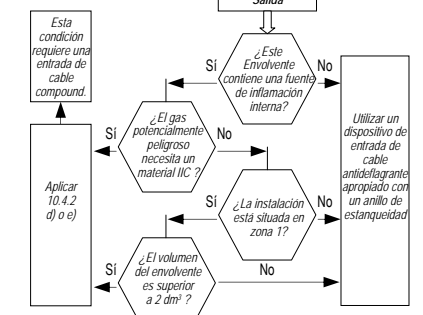 Salida
Esta
condición
requiere una
entrada de
cable
compound.
¿Este
Envolvente
contiene una fuente
de inflamación
interna?
Sí
No
¿El gas
potencialmente
peligroso
necesita un
material IIC ?
Sí
No
Utilizar un
dispositivo de
entrada de
cable
antideflagrante
apropiado con
un anillo de
estanqueidad
Aplicar
10.4.2
d) o e)
¿La instalación
está situada en
zona 1?
Sí
No
¿El volumen
del envolvente
es superior
a 2 dm³ ?
Sí
No